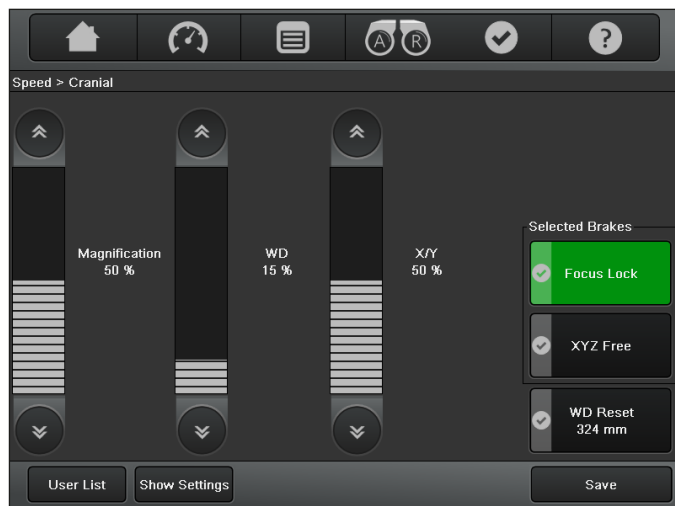 A R ?
Speed > Cranial
Selected Brakes
Magnification
50 %
WD
15 %
X/Y
50 %
Focus Lock
XYZ Free
WD Reset
324 mm
User List Show Settings Save